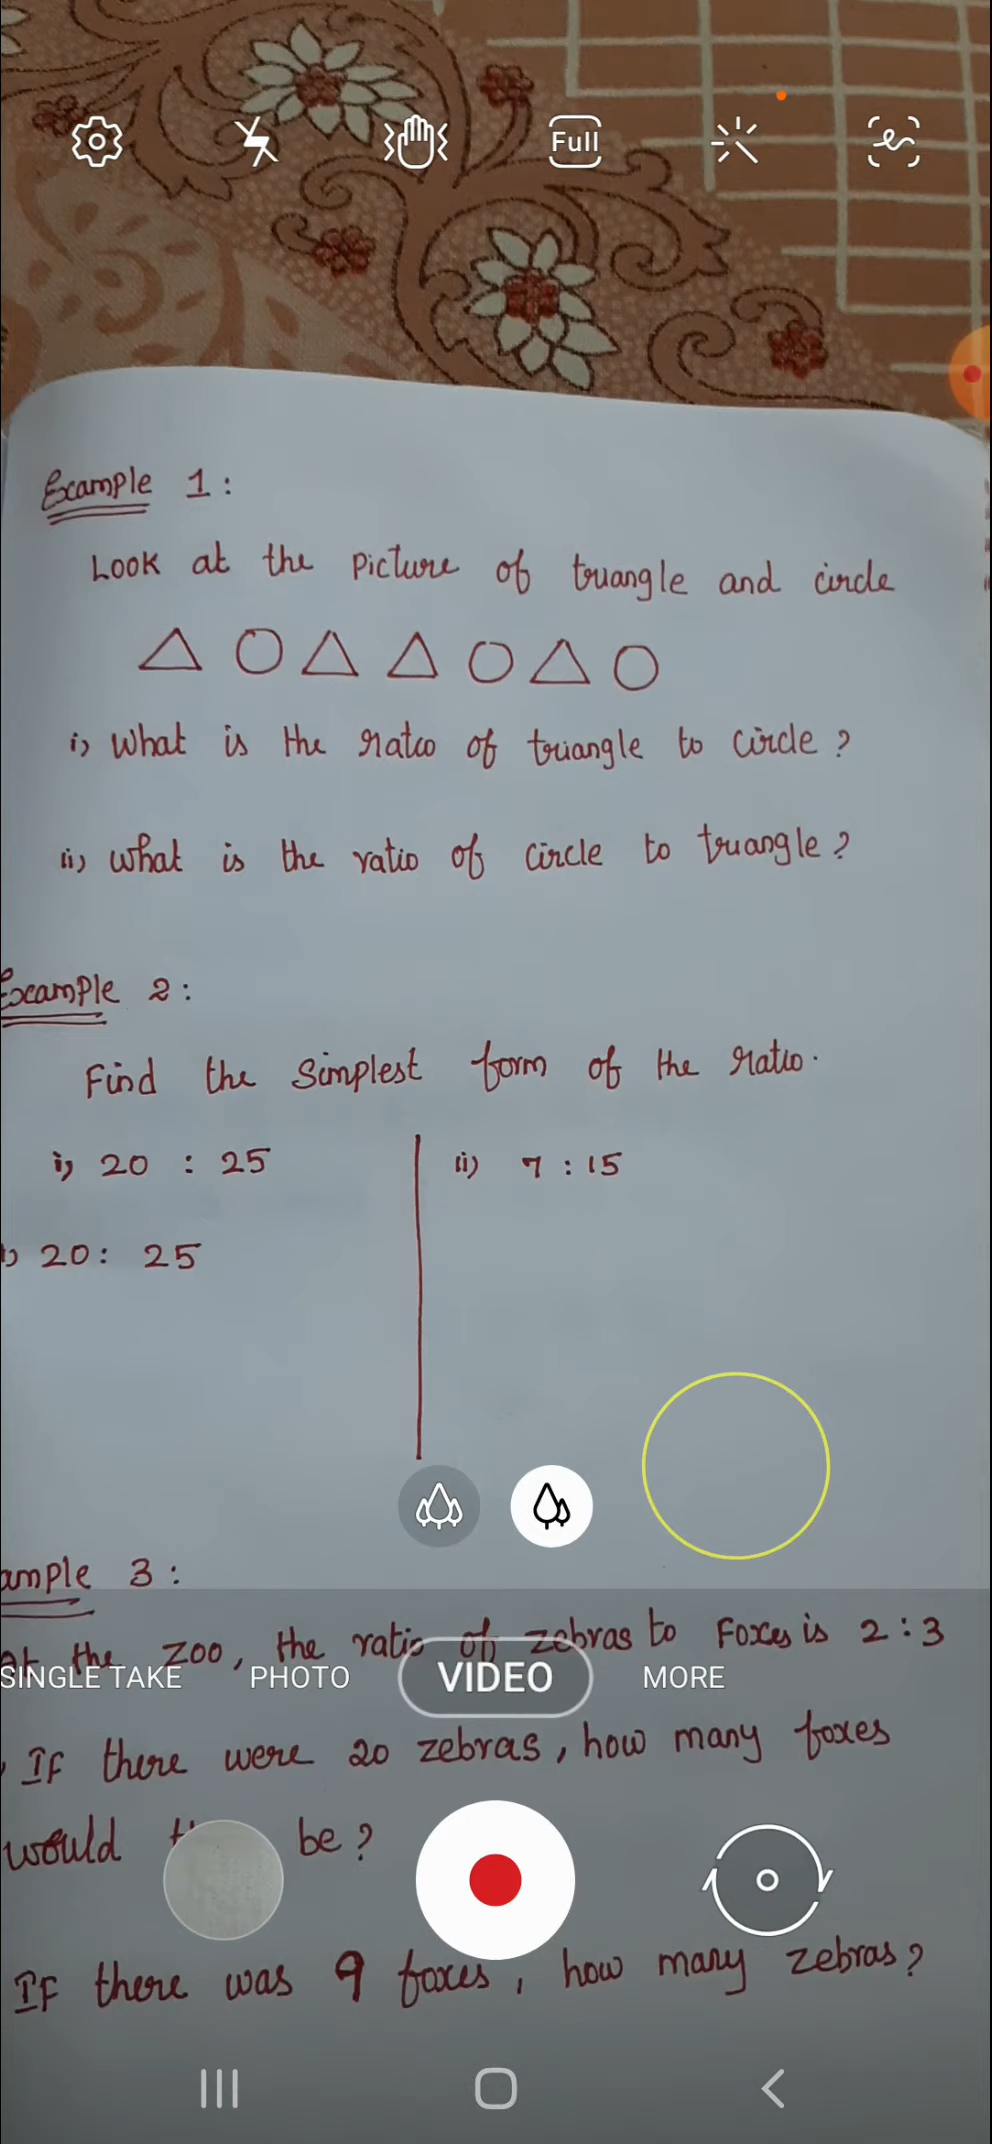 Full
Example 1:
Look at the picture of triangle and circle
i) What is the ratio of triangle to circle?
ii) What is the ratio of circle to triangle?
Example 2:
Find the Simplest form of the ratio.
i) 20 : 25
ii) 7 : 15
20: 25
ample 3:
at the zoo, the ratio of zebras to Foxes is 2:3
SINGLE TAKE PHOTO VIDEO MORE
If there were 20 zebras, how many foxes
would be?
If there was 9 foxes, how many zebras?